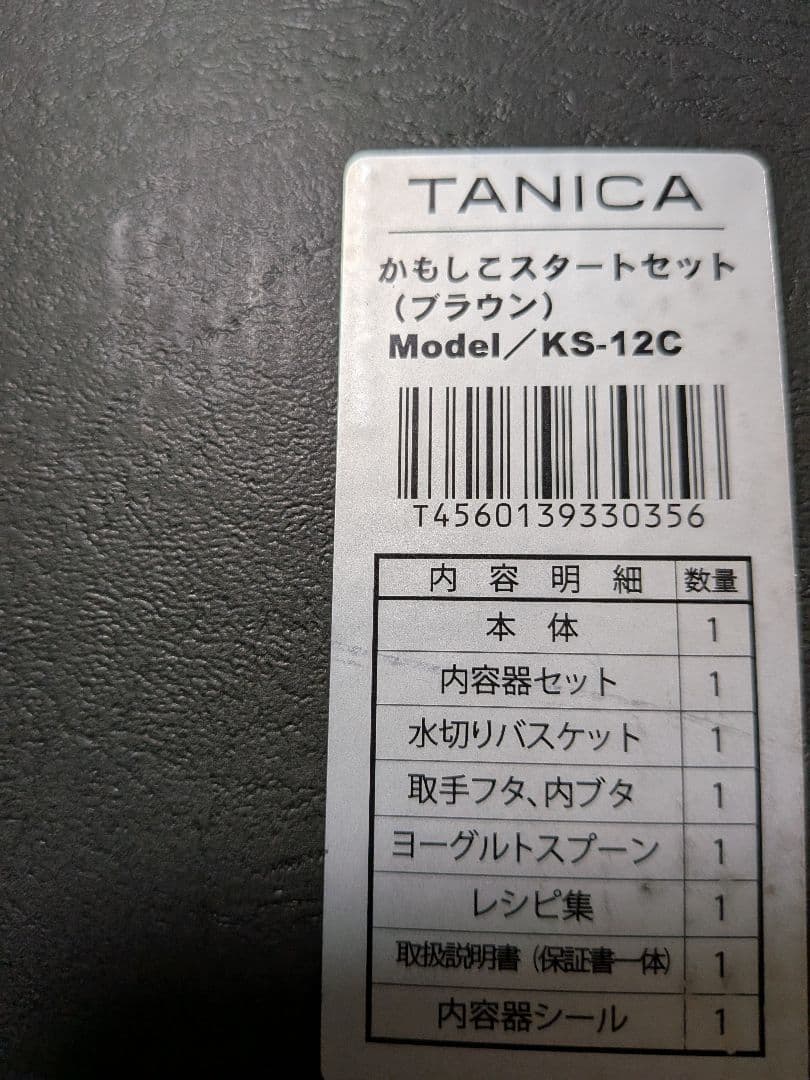 TANICA
かもしこスタートセット
（ブラウン）
Model／KS-12C
T4560139330356
内容明細 数量
本体 1
内容器セット 1
水切りバスケット 1
取手フタ、内ブタ 1
ヨーグルトスプーン 1
レシピ集 1
取扱説明書（保証書一体） 1
内容器シール 1